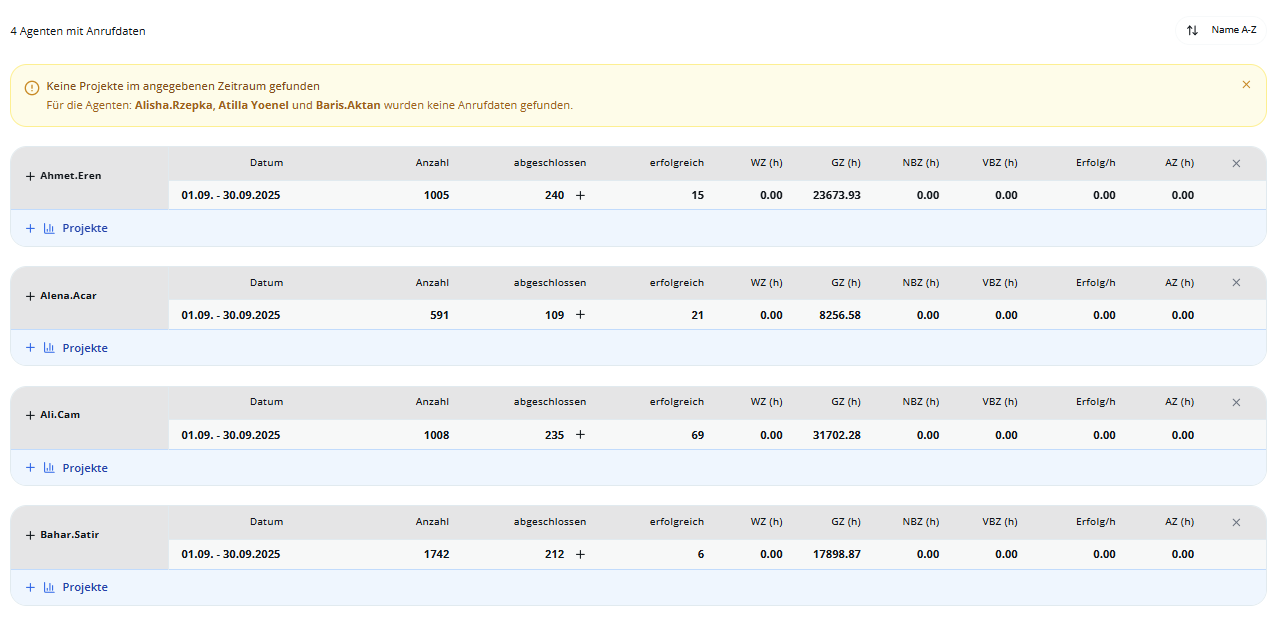 4 Agenten mit Anrufdaten Name A-Z
Keine Projekte im angegebenen Zeitraum gefunden
Für die Agenten: Alisha.Rzepka, Atilla Yoenel und Baris.Aktan wurden keine Anrufdaten gefunden.
Datum Anzahl abgeschlossen erfolgreich WZ (h) GZ (h) NBZ (h) VBZ (h) Erfolg/h AZ (h)
Ahmet.Eren
01.09. - 30.09.2025 1005 240 + 15 0.00 23673.93 0.00 0.00 0.00 0.00
+ Projekte
Datum Anzahl abgeschlossen erfolgreich WZ (h) GZ (h) NBZ (h) VBZ (h) Erfolg/h AZ (h)
+ Alena.Acar
01.09. - 30.09.2025 591 109 + 21 0.00 8256.58 0.00 0.00 0.00 0.00
+ Projekte
Datum Anzahl abgeschlossen erfolgreich WZ (h) GZ (h) NBZ (h) VBZ (h) Erfolg/h AZ (h)
+ Ali.Cam
01.09. - 30.09.2025 1008 235 + 69 0.00 31702.28 0.00 0.00 0.00 0.00
+ Projekte
Datum Anzahl abgeschlossen erfolgreich WZ (h) GZ (h) NBZ (h) VBZ (h) Erfolg/h AZ (h)
+ Bahar.Satir
01.09. - 30.09.2025 1742 212 + 6 0.00 17898.87 0.00 0.00 0.00 0.00
+ Projekte